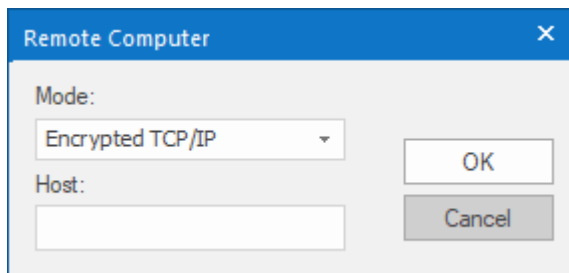 Remote Computer
Mode:
Encrypted TCP/IP
Host:
OK
Cancel